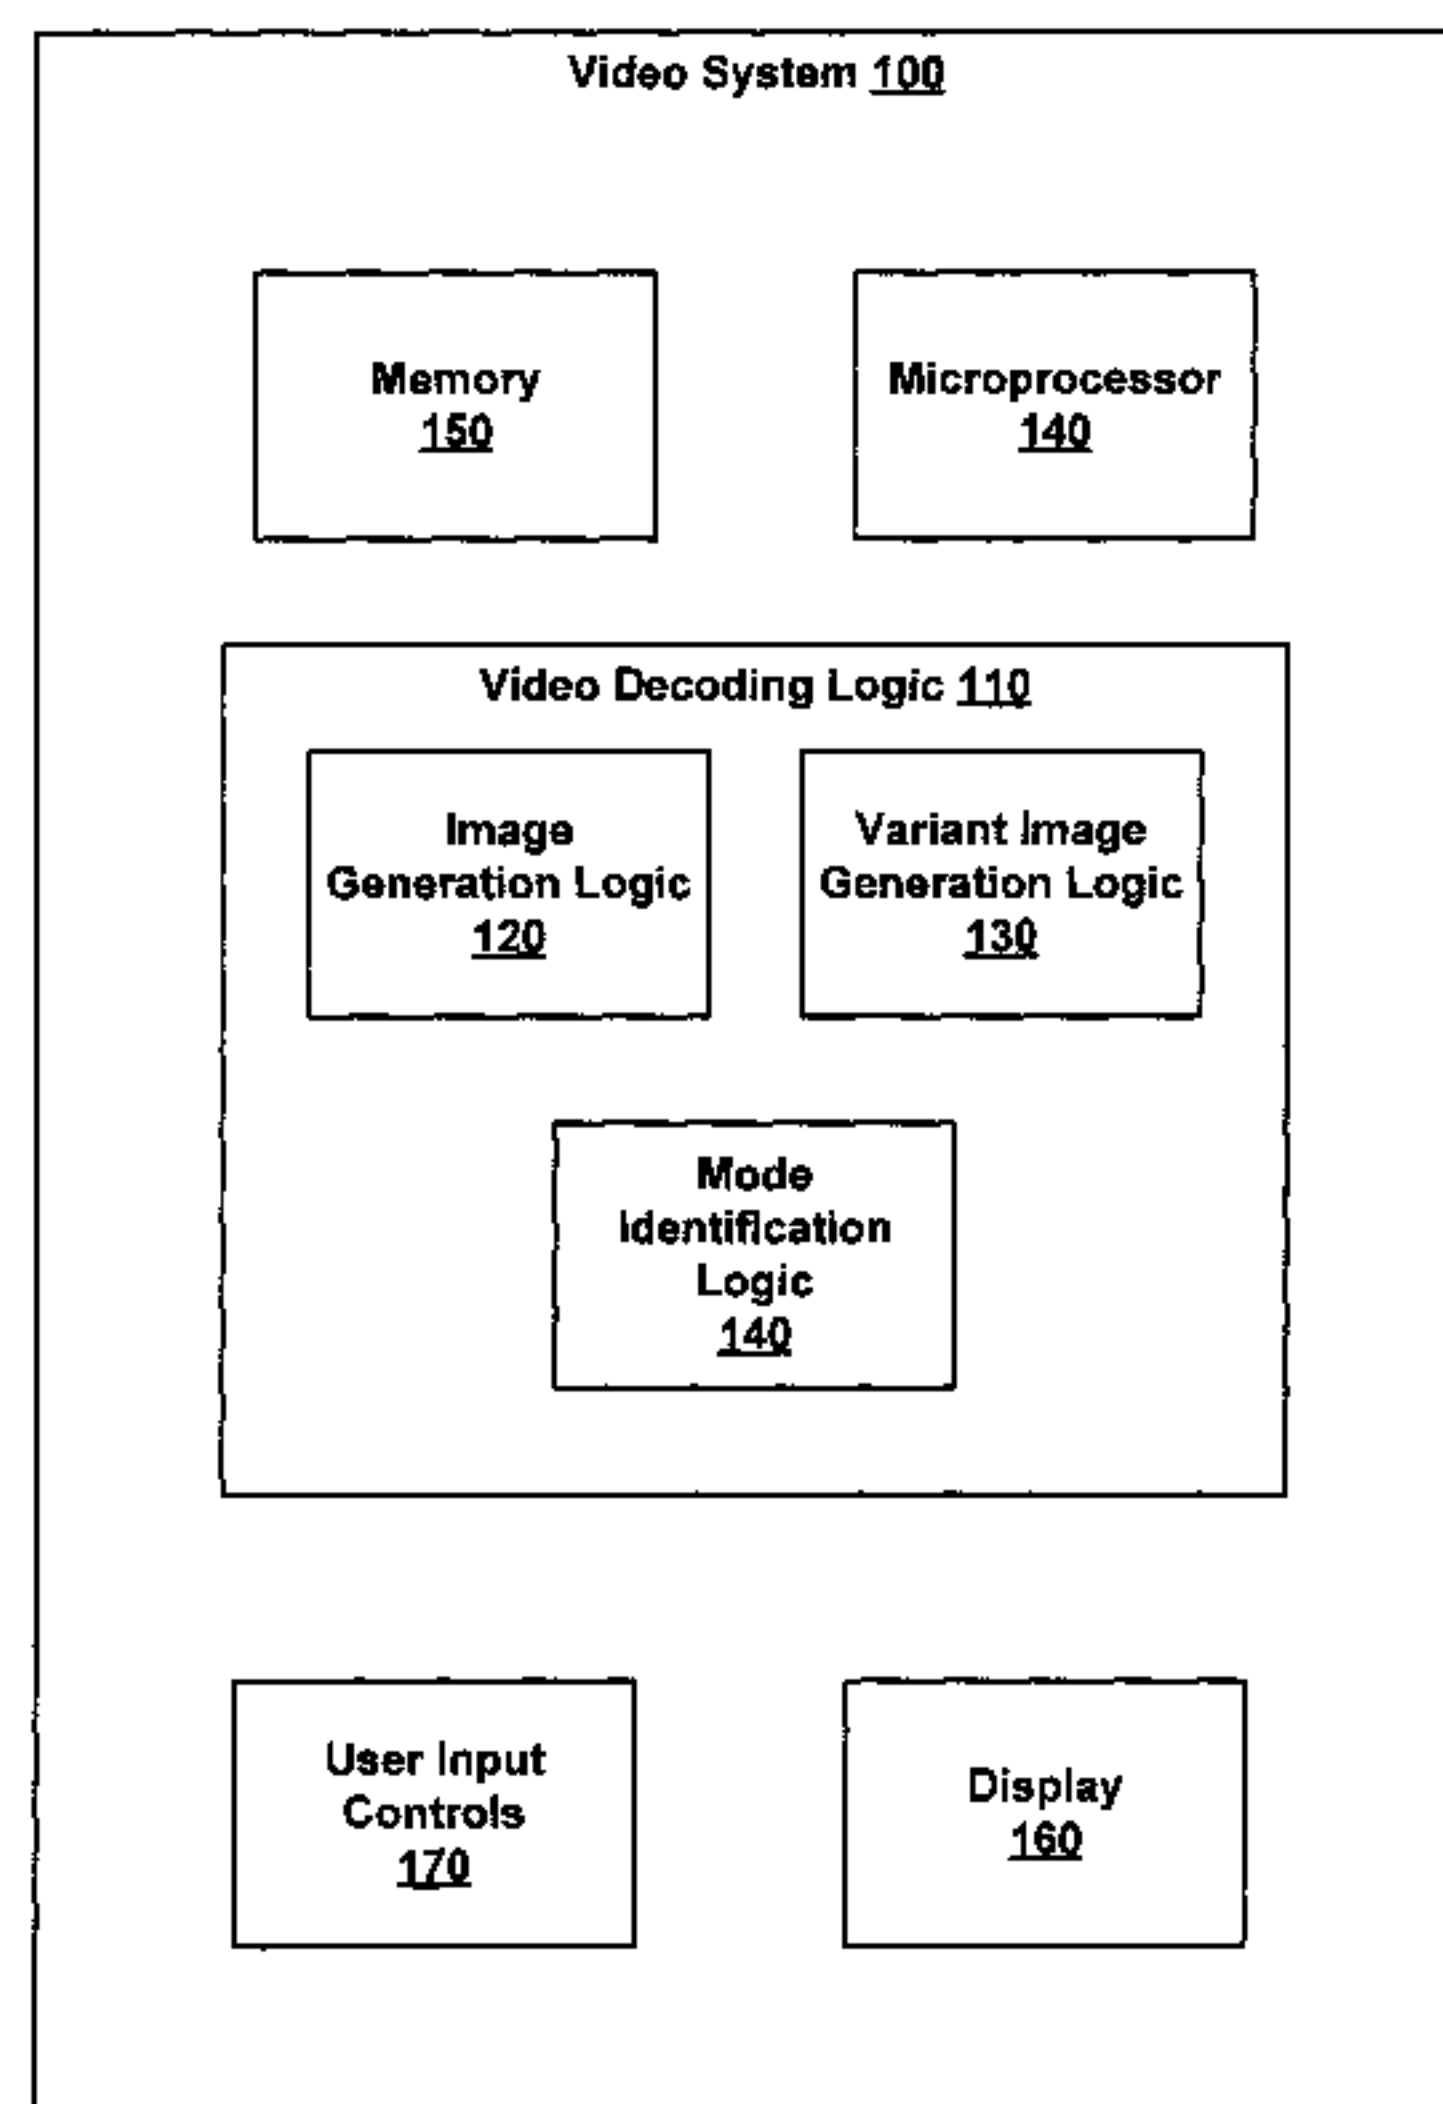 Video System 100
Memory
150
Microprocessor
140
Video Decoding Logic 110
Image
Generation Logic
120
Variant Image
Generation Logic
130
Mode
Identification
Logic
140
User Input
Controls
170
Display
160